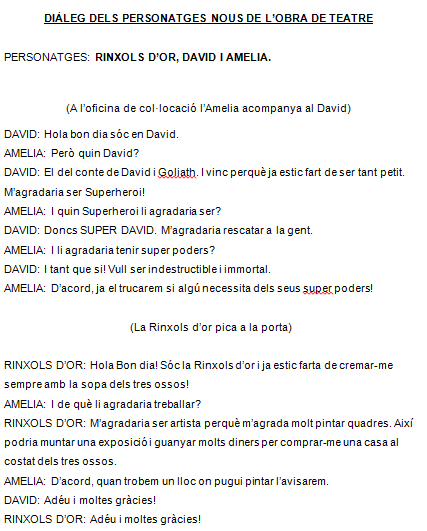 DIÁLEG DELS PERSONATGES NOUS DE L'OBRA DE TEATRE
PERSONATGES: RINXOLS D'OR, DAVID I AMELIA.
(A l'oficina de col·locació l'Amelia acompanya al David)
DAVID: Hola bon dia sóc en David.
AMELIA: Però quin David?
DAVID: El del conte de David i Goliath. I vinc perquè ja estic fart de ser tant petit.
M'agradaria ser Superheroi!
AMELIA: I quin Superheroi li agradaria ser?
DAVID: Doncs SUPER DAVID. M'agradaria rescatar a la gent.
AMELIA: I li agradaria tenir super poders?
DAVID: I tant que si! Vull ser indestructible i immortal.
AMELIA: D'acord, ja el trucarem si algú necessita dels seus super poders!
(La Rinxols d'or pica a la porta)
RINXOLS D'OR: Hola Bon dia! Sóc la Rinxols d'or i ja estic farta de cremar-me
sempre amb la sopa dels tres ossos!
AMELIA: I de què li agradaria treballar?
RINXOLS D'OR: M'agradaria ser artista perquè m'agrada molt pintar quadres. Així
podria muntar una exposició i guanyar molts diners per comprar-me una casa al
costat dels tres ossos.
AMELIA: D'acord, quan trobem un lloc on pugui pintar l'avisarem.
DAVID: Adéu i moltes gràcies!
RINXOLS D'OR: Adéu i moltes gràcies!